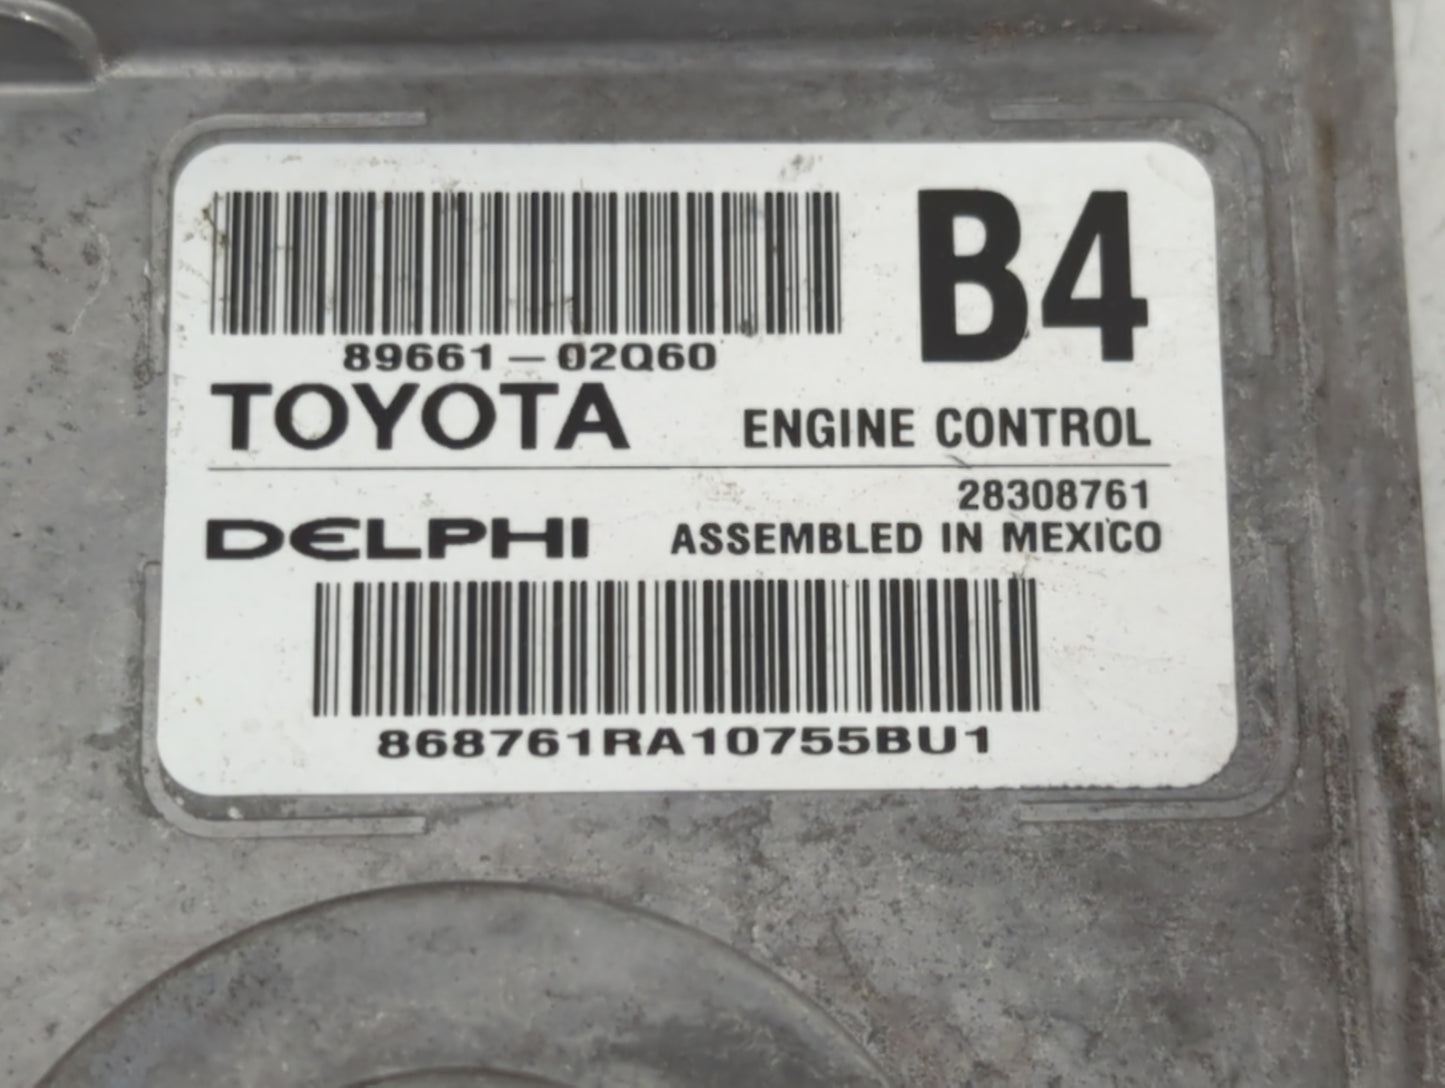 B4
89661-02Q60
TOYOTA ENGINE CONTROL
28308761
DELPHI ASSEMBLED IN MEXICO
868761RA10755BU1